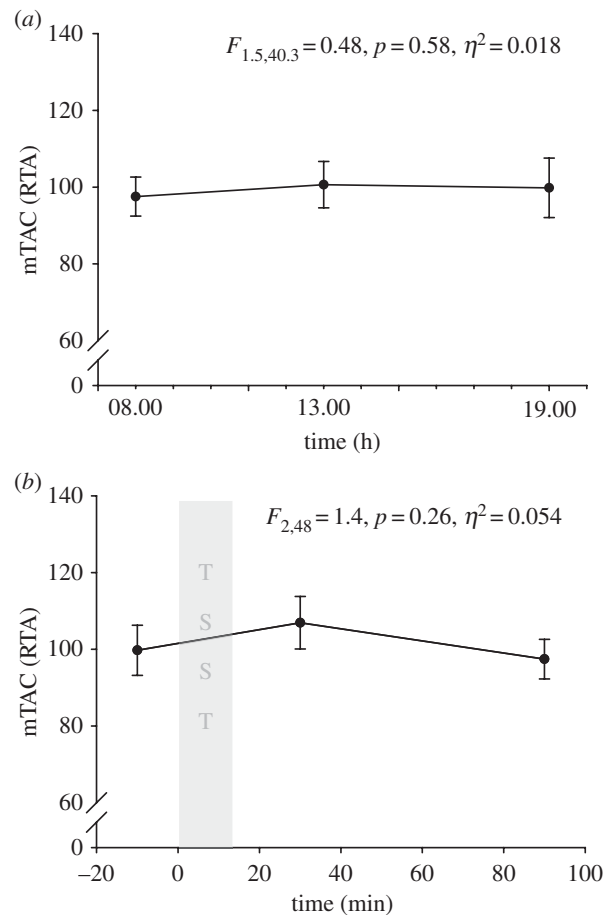 (a)
140
F1.5,40.3 = 0.48, p = 0.58, η2 = 0.018
120
mTAC (RTA)
100
80
60
0
08.00 13.00 19.00
time (h)
(b)
140
F2,48 = 1.4, p = 0.26, η2 = 0.054
120
T
S
mTAC (RTA)
100
S
80
T
60
0
–20 0 20 40 60 80 100
time (min)